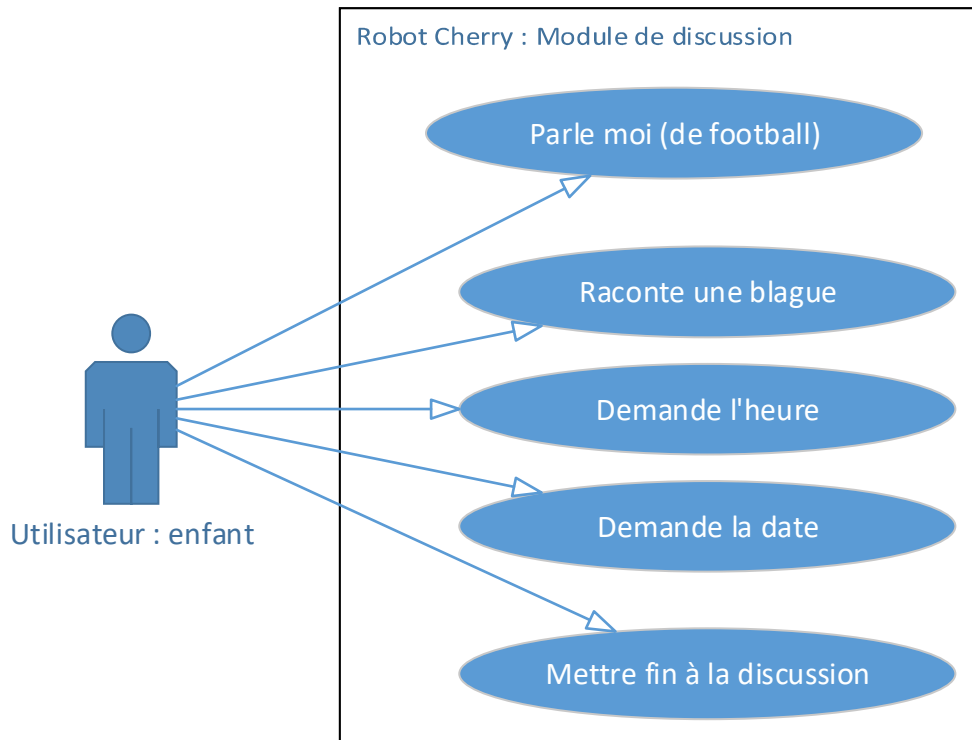 Robot Cherry : Module de discussion
Parle moi (de football)
Raconte une blague
Demande l'heure
Demande la date
Utilisateur : enfant
Mettre fin à la discussion